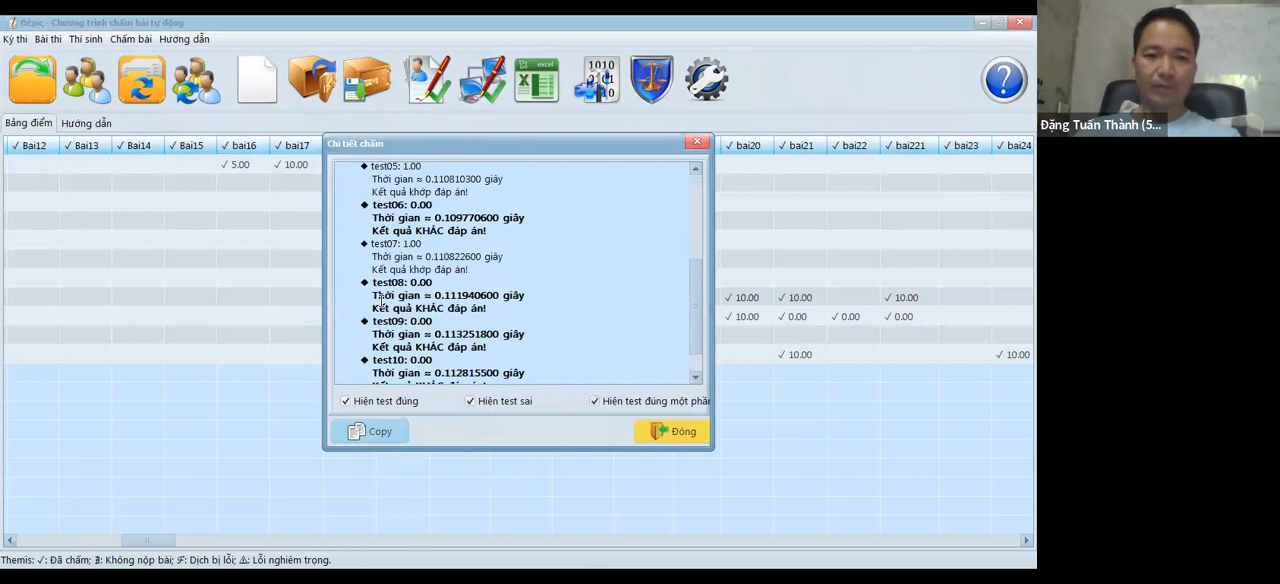 Θέμις - Chương trình chấm bài tự động
Kỳ thi Bài thi Thí sinh Chấm bài Hướng dẫn
excel
1010
Bảng điểm Hướng dẫn
✓ Bai12 ✓ Bai13 ✓ Bai14 ✓ Bai15 ✓ bai16 ✓ bai17 ✓ bai20 ✓ bai21 ✓ bai22 ✓ bai221 ✓ bai23 ✓ bai24
✓ 5.00 ✓ 10.00
✓ 10.00 ✓ 10.00 ✓ 10.00
✓ 10.00 ✓ 0.00 ✓ 0.00 ✓ 0.00
✓ 10.00 ✓ 10.00
Chi tiết chấm
◆ test05: 1.00
Thời gian ≈ 0.110810300 giây
Kết quả khớp đáp án!
◆ test06: 0.00
Thời gian ≈ 0.109770600 giây
Kết quả KHÁC đáp án!
◆ test07: 1.00
Thời gian ≈ 0.110822600 giây
Kết quả khớp đáp án!
◆ test08: 0.00
Thời gian ≈ 0.111940600 giây
Kết quả KHÁC đáp án!
◆ test09: 0.00
Thời gian ≈ 0.113251800 giây
Kết quả KHÁC đáp án!
◆ test10: 0.00
Thời gian ≈ 0.112815500 giây
Kết quả KHÁC đáp án!
Hiện test đúng Hiện test sai Hiện test đúng một phần
Copy Đóng
Themis: ✓: Đã chấm; ∄: Không nộp bài; ₣: Dịch bị lỗi; ⚠: Lỗi nghiêm trọng.
Đặng Tuấn Thành (5...